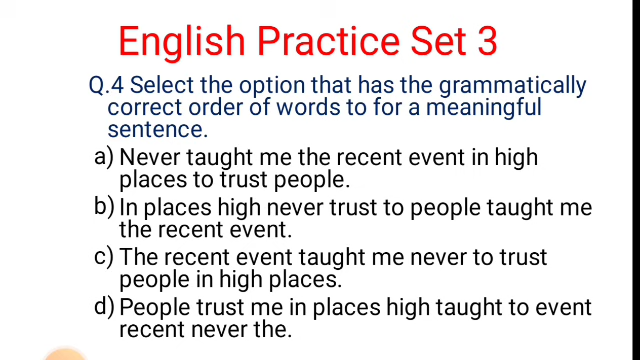 English Practice Set 3
Q.4 Select the option that has the grammatically
correct order of words to for a meaningful
sentence.
a) Never taught me the recent event in high
places to trust people.
b) In places high never trust to people taught me
the recent event.
c) The recent event taught me never to trust
people in high places.
d) People trust me in places high taught to event
recent never the.